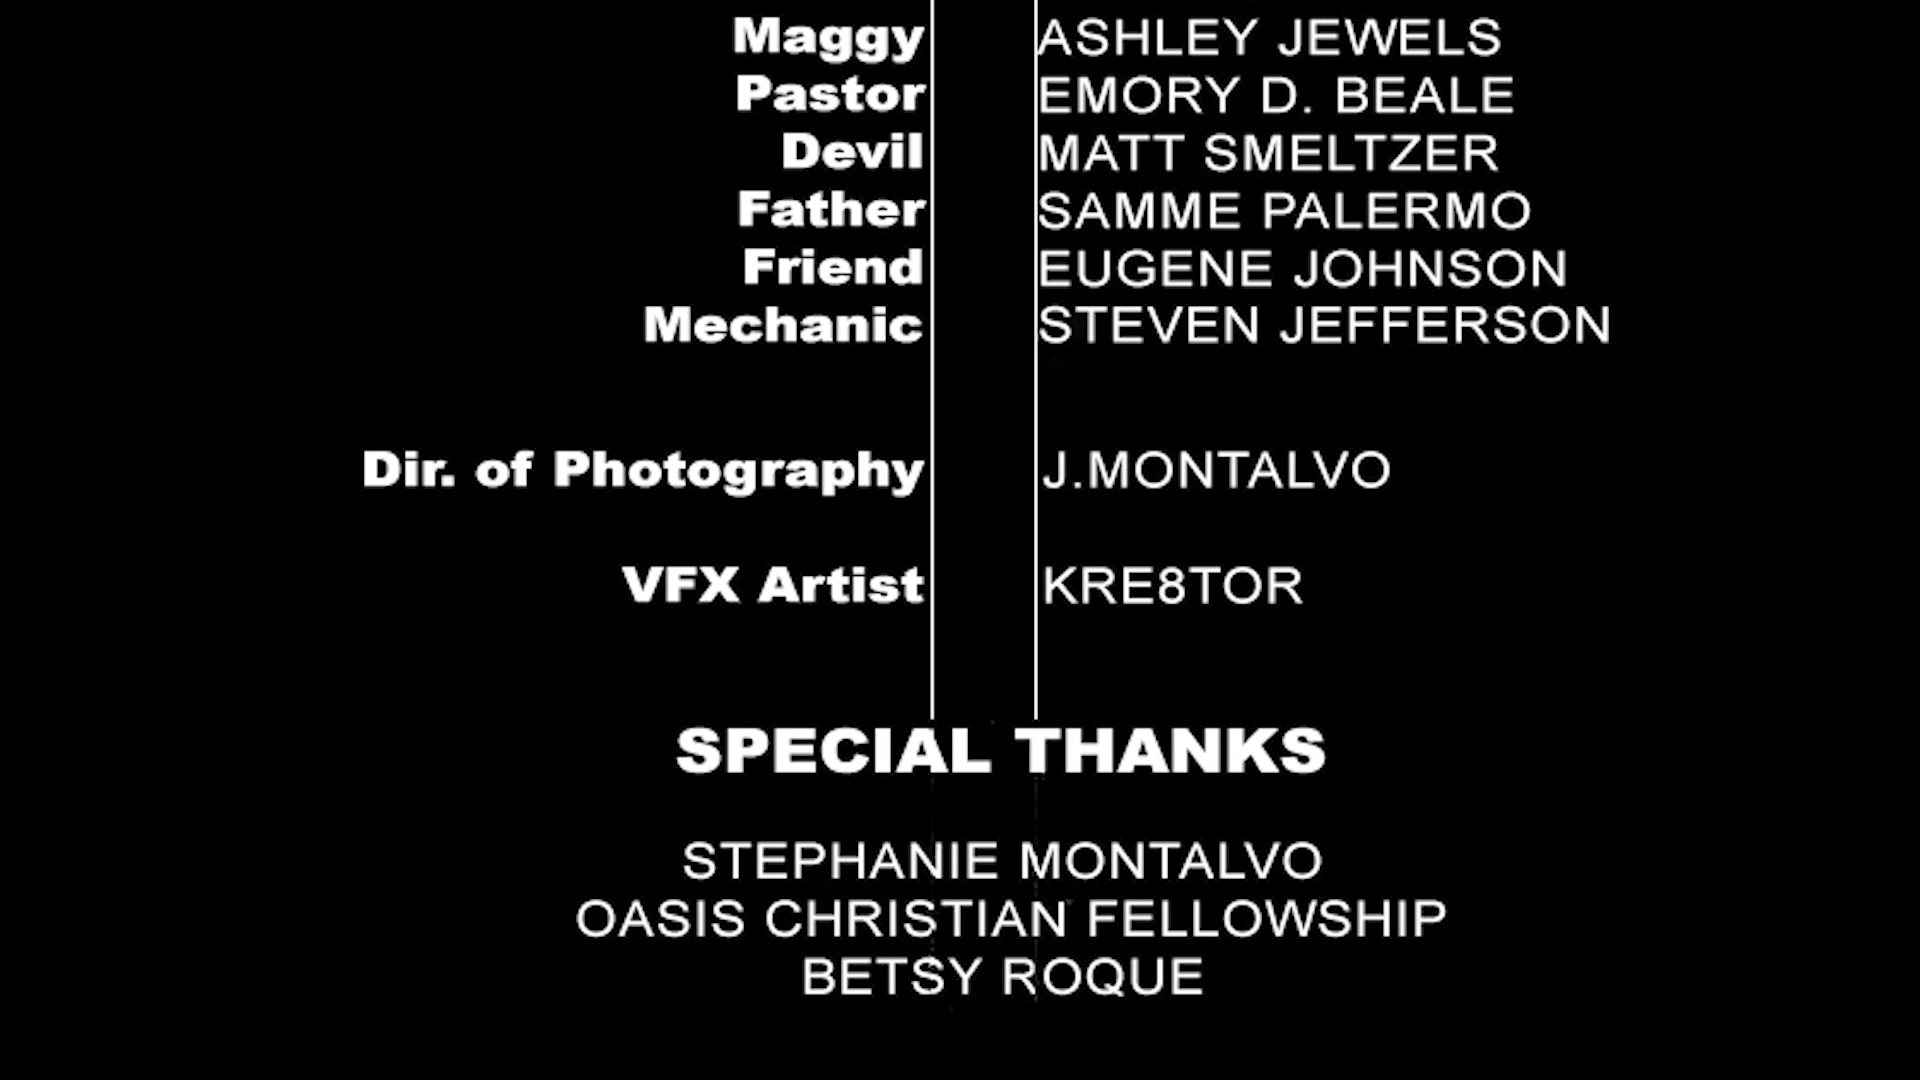 Maggy ASHLEY JEWELS
Pastor EMORY D. BEALE
Devil MATT SMELTZER
Father SAMME PALERMO
Friend EUGENE JOHNSON
Mechanic STEVEN JEFFERSON
Dir. of Photography J.MONTALVO
VFX Artist KRE8TOR
SPECIAL THANKS
STEPHANIE MONTALVO
OASIS CHRISTIAN FELLOWSHIP
BETSY ROQUE